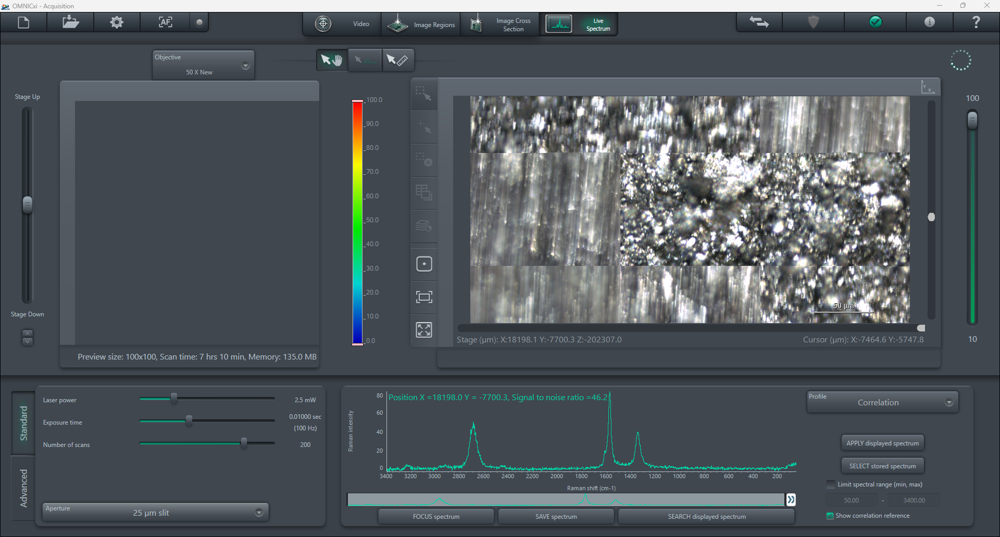 OMNICxi - Acquisition
AF
Video
Image Regions
Image Cross
Section
Live
Spectrum
i
?
Objective
50 X New
Stage Up
Stage Down
100.0
90.0
80.0
70.0
60.0
50.0
40.0
30.0
20.0
10.0
0.0
Preview size: 100x100, Scan time: 7 hrs 10 min, Memory: 135.0 MB
A
Y
X
50 µm
Stage (µm): X:18198.1 Y:-7700.3 Z:-202307.0
Cursor (µm): X:-7464.6 Y:-5747.8
100
10
Standard
Advanced
Laser power
2.5 mW
Exposure time
0.01000 sec
(100 Hz)
Number of scans
200
Aperture
25 µm slit
Position X =18198.0 Y = -7700.3, Signal to noise ratio =46.2
Raman intensity
80
60
40
20
0
3400 3200 3000 2800 2600 2400 2200 2000 1800 1600 1400 1200 1000 800 600 400 200
Raman shift (cm-1)
FOCUS spectrum
SAVE spectrum
SEARCH displayed spectrum
Profile
Correlation
APPLY displayed spectrum
SELECT stored spectrum
Limit spectral range (min, max)
50.00 - 3400.00
Show correlation reference